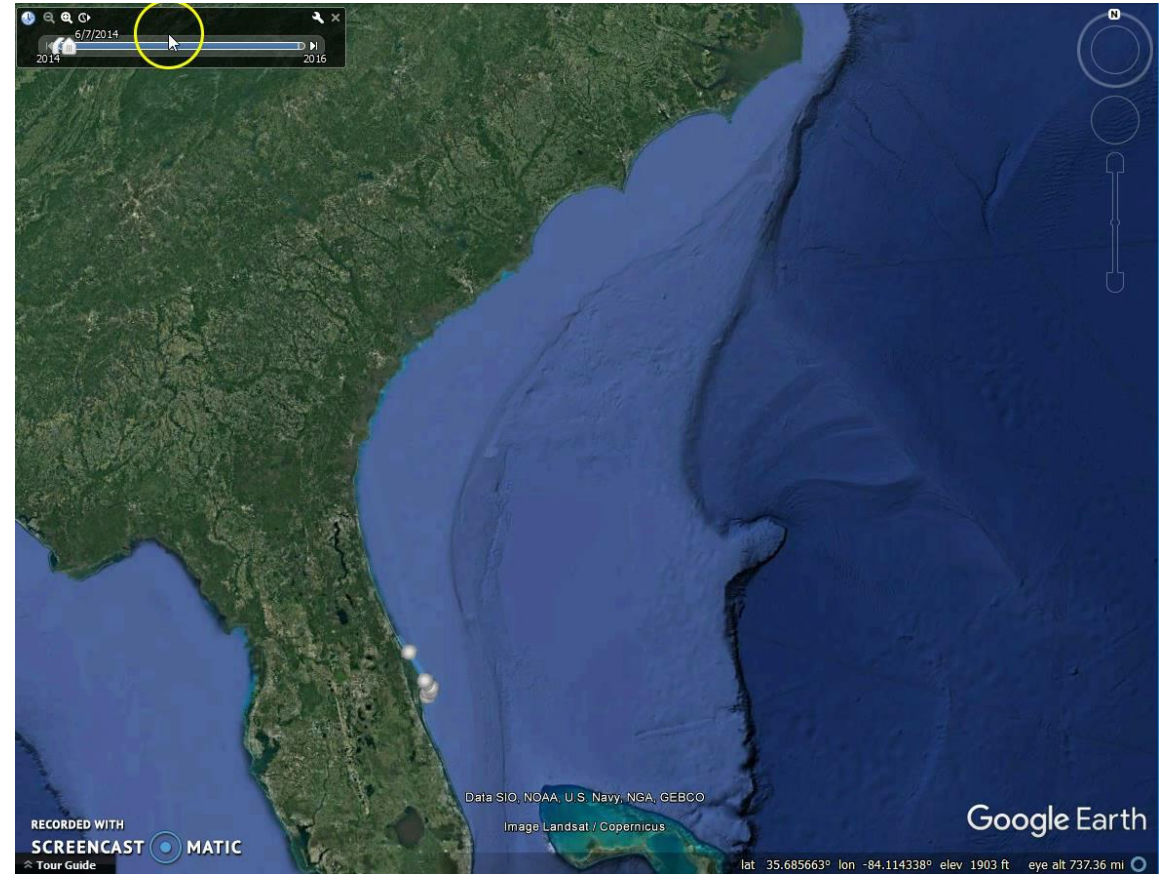 6/7/2014
2014
2016
N
Data SIO, NOAA, U.S. Navy, NGA, GEBCO
Image Landsat / Copernicus
Google Earth
RECORDED WITH
SCREENCAST MATIC
Tour Guide
lat 35.685663° lon -84.114338° elev 1903 ft eye alt 737.36 mi